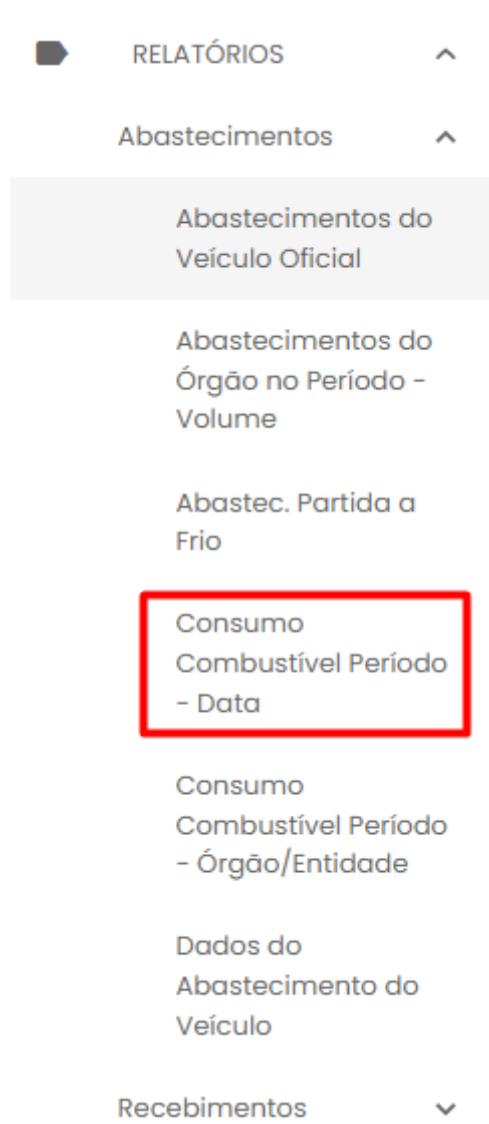 RELATÓRIOS
Abastecimentos
Abastecimentos do
Veículo Oficial
Abastecimentos do
Órgão no Período -
Volume
Abastec. Partida a
Frio
Consumo
Combustível Período
- Data
Consumo
Combustível Período
- Órgão/Entidade
Dados do
Abastecimento do
Veículo
Recebimentos